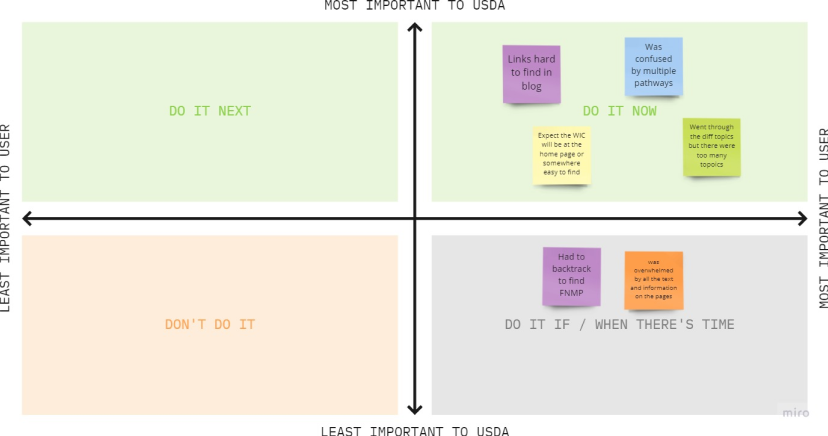 MOST IMPORTANT TO USDA
Links hard
to find in
blog
Was
confused
by multiple
pathways
DO IT NEXT
DO IT NOW
Expect the WIC
will be at the
home page or
somewhere
easy to find
Went through
the diff topics
but there were
too many
topoics
LEAST IMPORTANT TO USER
MOST IMPORTANT TO USER
Had to
backtrack
to find
FNMP
was
overwhelmed
by all the text
and information
on the pages
DON'T DO IT
DO IT IF / WHEN THERE'S TIME
miro
LEAST IMPORTANT TO USDA